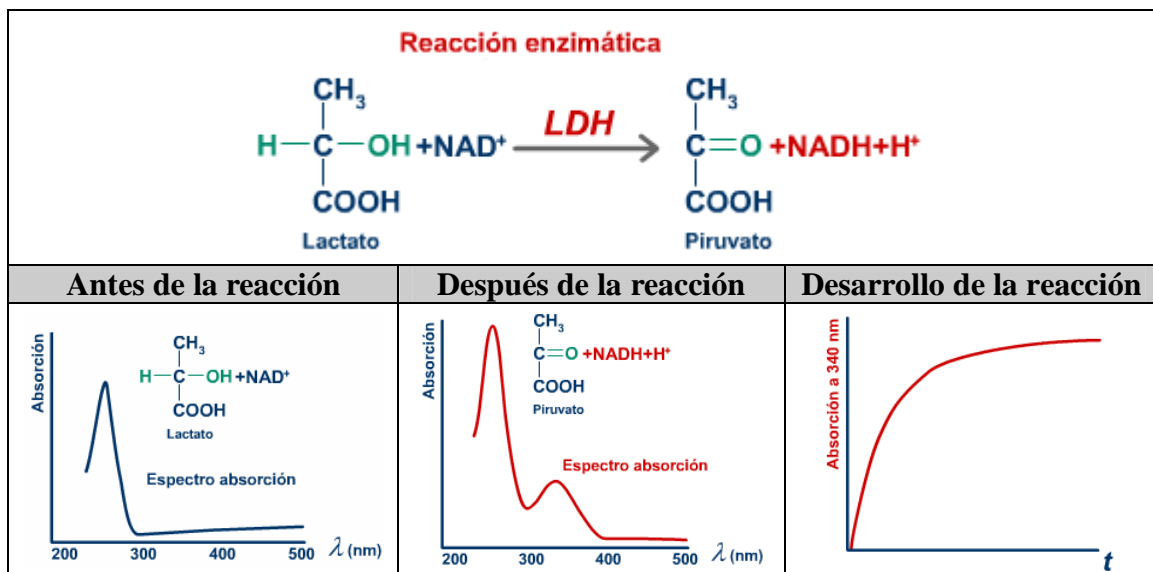 Reacción enzimática
CH₃
H—C—OH+NAD⁺
LDH
COOH
Lactato
CH₃
C=O+NADH+H⁺
COOH
Piruvato
Antes de la reacción
Después de la reacción
Desarrollo de la reacción
Absorción
CH₃
H—C—OH+NAD⁺
COOH
Lactato
Espectro absorción
200 300 400 500 λ (nm)
Absorción
CH₃
C=O+NADH+H⁺
COOH
Piruvato
Espectro absorción
200 300 400 500 λ (nm)
Absorción a 340 nm
t